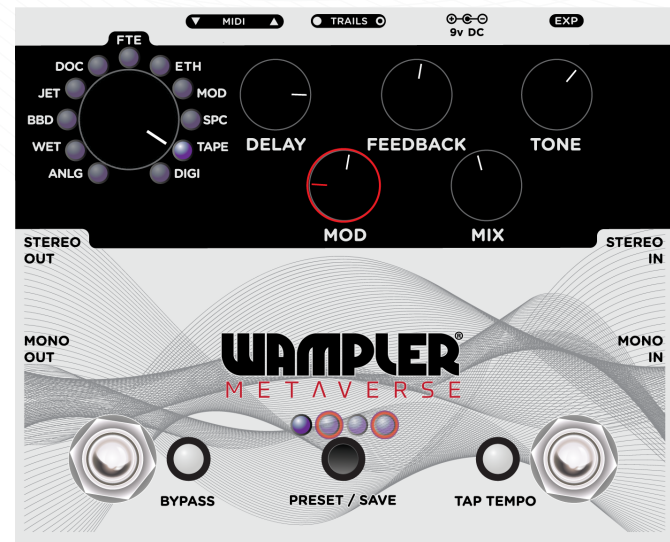 MIDI
TRAILS
9v DC
EXP
FTE
DOC
ETH
JET
MOD
BBD
SPC
WET
TAPE
ANLG
DIGI
DELAY
FEEDBACK
TONE
MOD
MIX
STEREO
OUT
STEREO
IN
MONO
OUT
MONO
IN
WAMPLER®
METAVERSE
BYPASS
PRESET / SAVE
TAP TEMPO